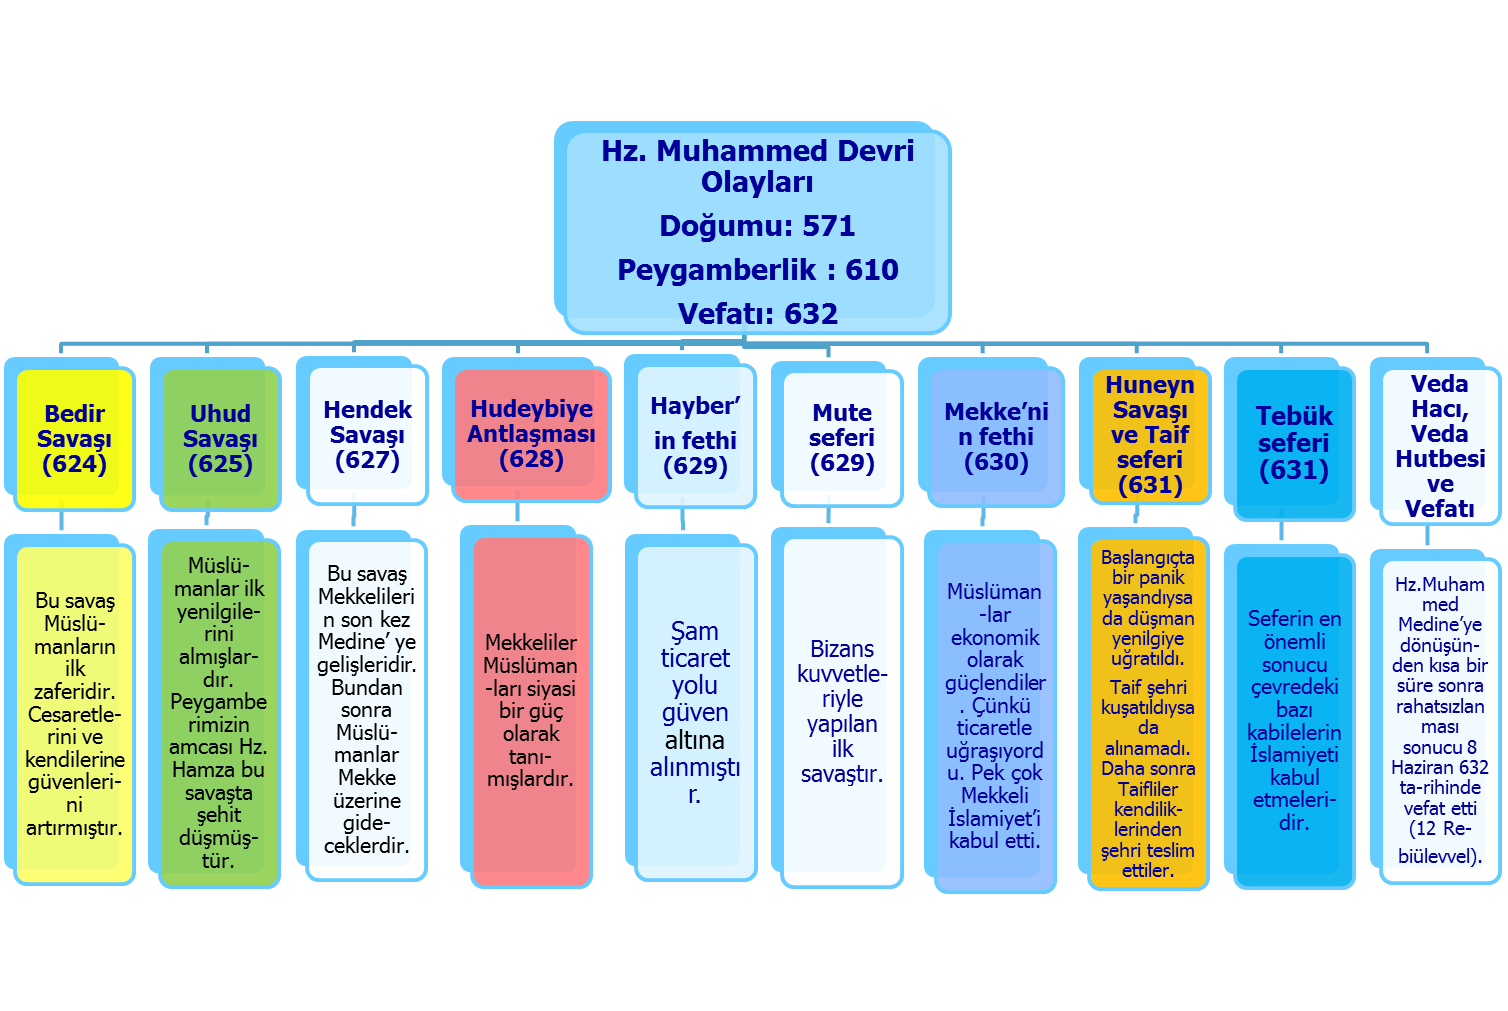 Hz. Muhammed Devri
Olayları
Doğumu: 571
Peygamberlik : 610
Vefatı: 632
Bedir
Savaşı
(624)
Uhud
Savaşı
(625)
Hendek
Savaşı
(627)
Hudeybiye
Antlaşması
(628)
Hayber’
in fethi
(629)
Mute
seferi
(629)
Mekke’ni
n fethi
(630)
Huneyn
Savaşı
ve Taif
seferi
(631)
Tebük
seferi
(631)
Veda
Hacı,
Veda
Hutbesi
ve
Vefatı
Bu savaş
Müslü-
manların
ilk
zaferidir.
Cesaretle-
rini ve
kendilerine
güvenleri-
ni
artırmıştır.
Müslü-
manlar ilk
yenilgile-
rini
almışlar-
dır.
Peygambe
rimizin
amcası Hz.
Hamza bu
savaşta
şehit
düşmüş-
tür.
Bu savaş
Mekkelileri
n son kez
Medine’ ye
gelişleridir.
Bundan
sonra
Müslü-
manlar
Mekke
üzerine
gide-
ceklerdir.
Mekkeliler
Müslüman
-ları siyasi
bir güç
olarak
tanı-
mışlardır.
Şam
ticaret
yolu
güven
altına
alınmıştı
r.
Bizans
kuvvetle-
riyle
yapılan
ilk
savaştır.
Müslüman
-lar
ekonomik
olarak
güçlendiler
. Çünkü
ticaretle
uğraşıyord
u. Pek çok
Mekkeli
İslamiyet’i
kabul etti.
Başlangıçta
bir panik
yaşandıysa
da düşman
yenilgiye
uğratıldı.
Taif şehri
kuşatıldıysa
da
alınamadı.
Daha sonra
Taifliler
kendilik-
lerinden
şehri teslim
ettiler.
Seferin en
önemli
sonucu
çevredeki
bazı
kabilelerin
İslamiyeti
kabul
etmeleri-
dir.
Hz.Muham
med
Medine’ye
dönüşün-
den kısa bir
süre sonra
rahatsızlan
ması
sonucu 8
Haziran 632
ta-rihinde
vefat etti
(12 Re-
biülevvel).